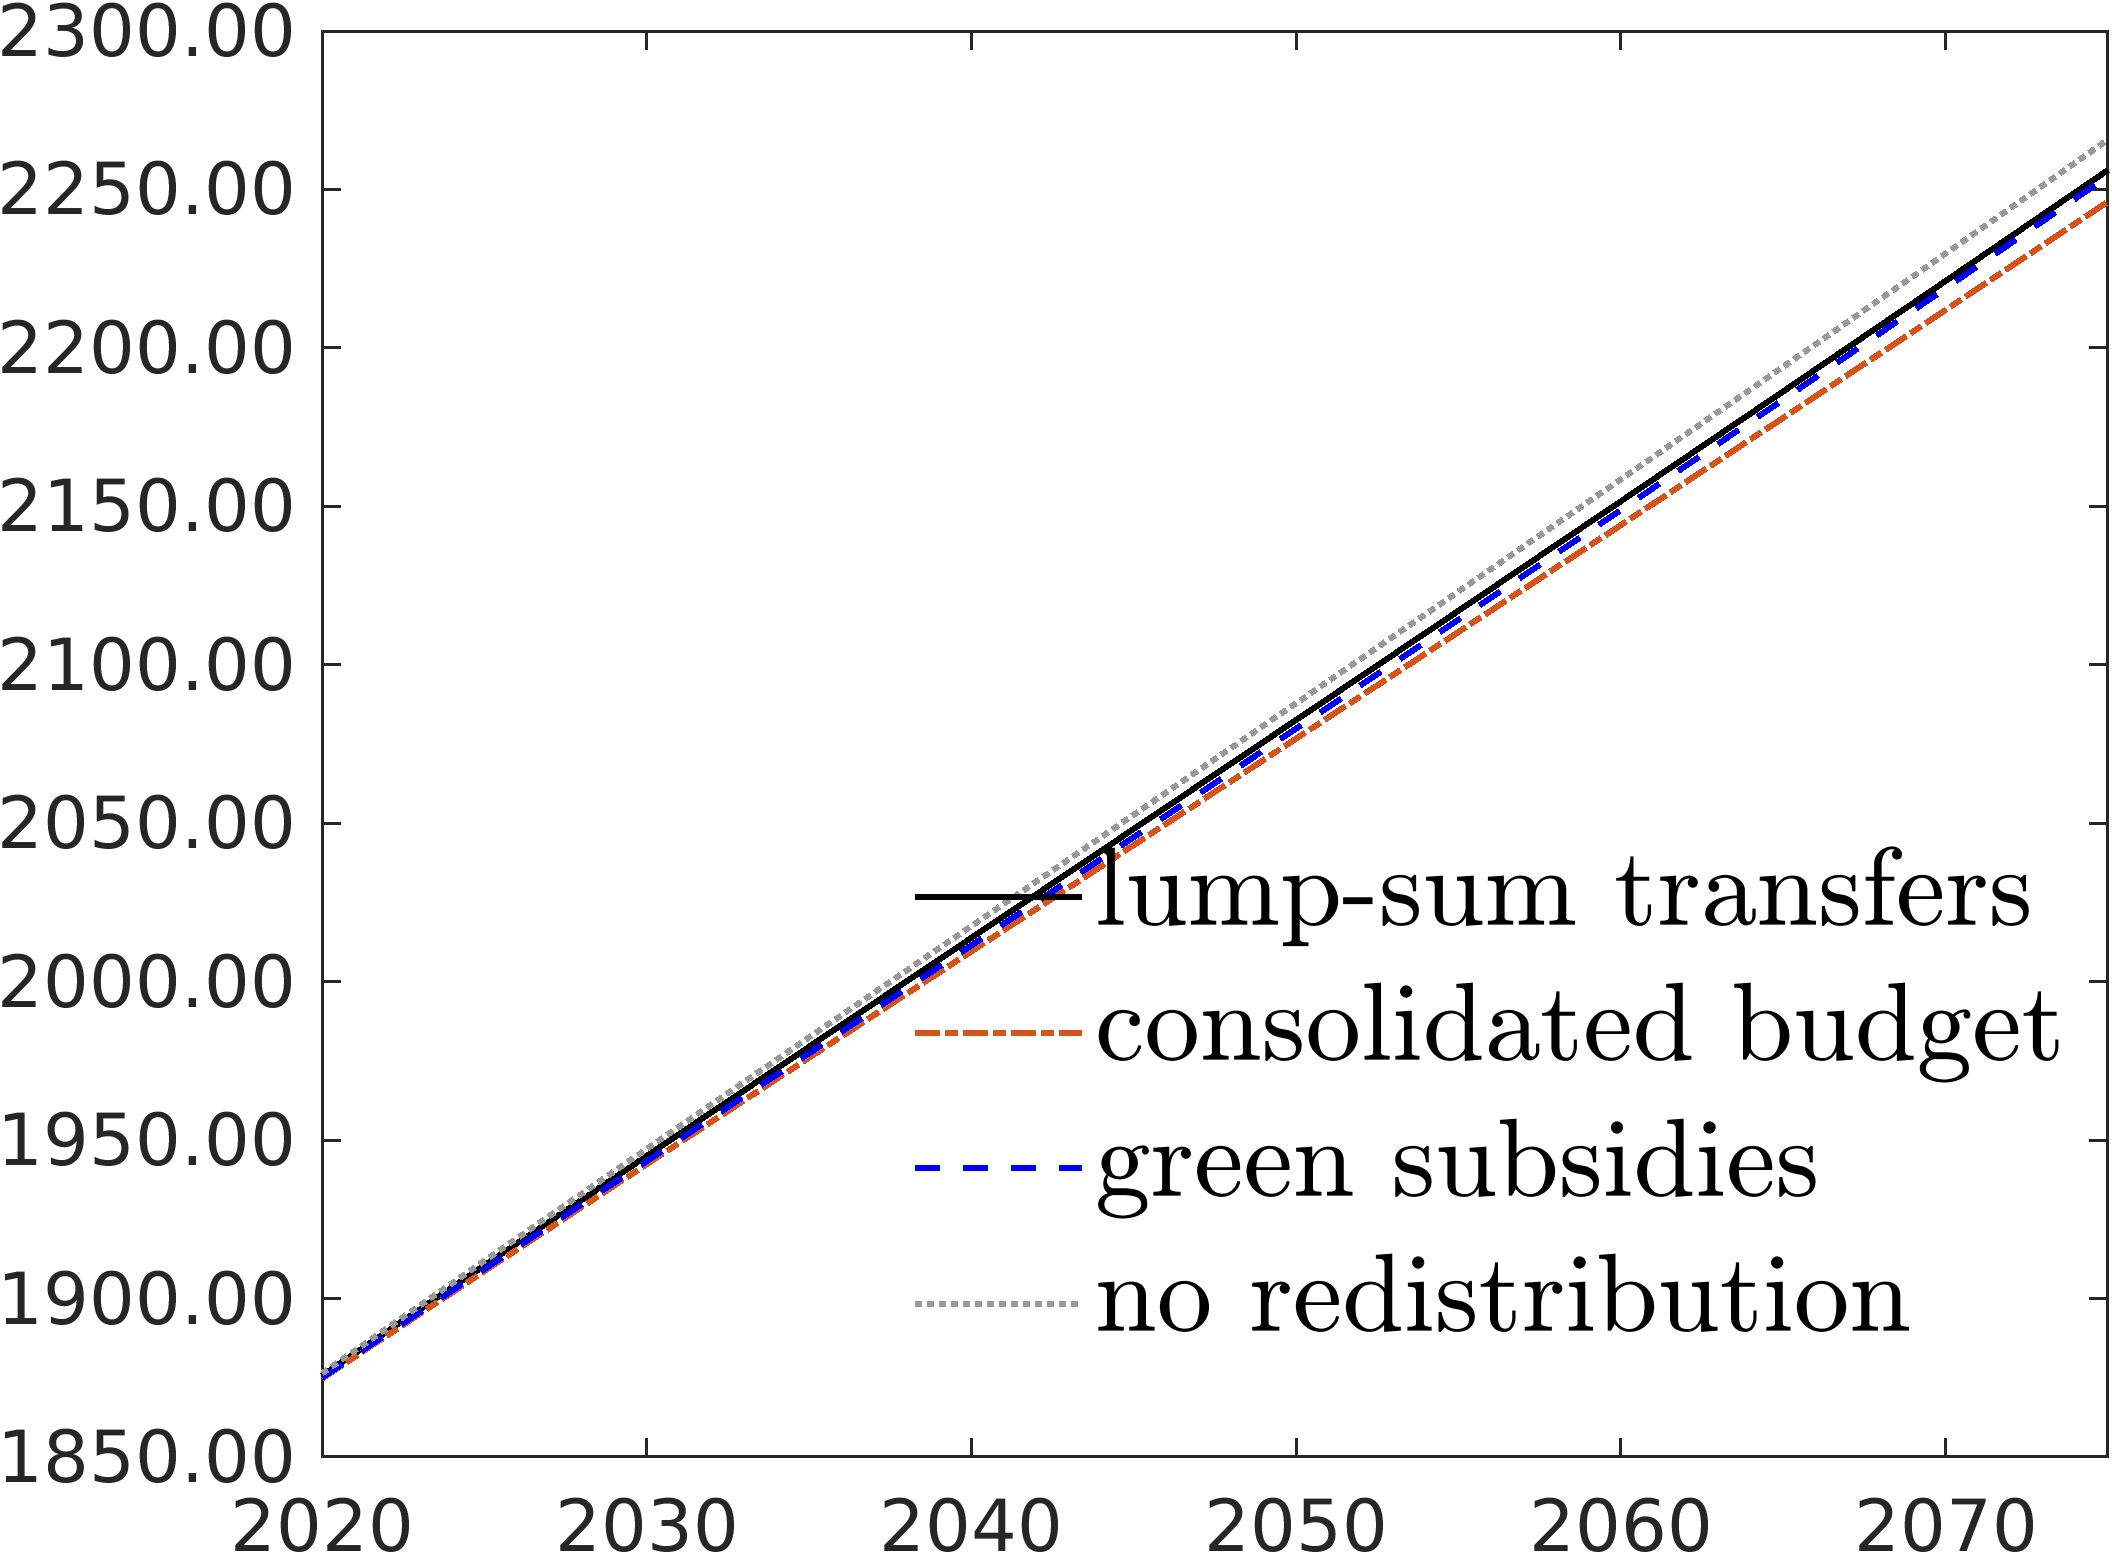 2300.00
2250.00
2200.00
2150.00
2100.00
2050.00
2000.00
1950.00
1900.00
1850.00
lump-sum transfers
consolidated budget
green subsidies
no redistribution
2020 2030 2040 2050 2060 2070